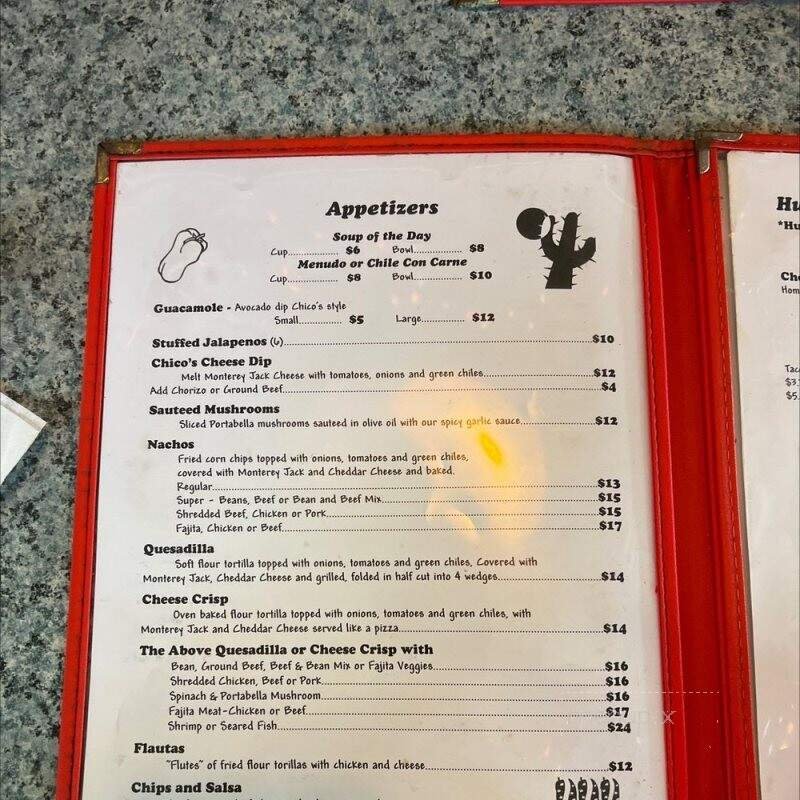 Appetizers
Soup of the Day
Cup.................. $6 Bowl.................. $8
Menudo or Chile Con Carne
Cup.................. $8 Bowl.................. $10
Guacamole - Avocado dip Chico's style
Small............... $5 Large............... $12
Stuffed Jalapenos (6)..................$10
Chico's Cheese Dip
Melt Monterey Jack Cheese with tomatoes, onions and green chiles..................$12
Add Chorizo or Ground Beef..................$4
Sauteed Mushrooms
Sliced Portabella mushrooms sauteed in olive oil with our spicy garlic sauce..................$12
Nachos
Fried corn chips topped with onions, tomatoes and green chiles,
covered with Monterey Jack and Cheddar Cheese and baked.
Regular..................$13
Super - Beans, Beef or Bean and Beef Mix..................$15
Shredded Beef, Chicken or Pork..................$15
Fajita, Chicken or Beef..................$17
Quesadilla
Soft flour tortilla topped with onions, tomatoes and green chiles, Covered with
Monterey Jack, Cheddar Cheese and grilled, folded in half cut into 4 wedges..................$14
Cheese Crisp
Oven baked flour tortilla topped with onions, tomatoes and green chiles, with
Monterey Jack and Cheddar Cheese served like a pizza..................$14
The Above Quesadilla or Cheese Crisp with
Bean, Ground Beef, Beef & Bean Mix or Fajita Veggies..................$16
Shredded Chicken, Beef or Pork..................$16
Spinach & Portabella Mushroom..................$16
Fajita Meat-Chicken or Beef..................$17
Shrimp or Seared Fish..................$24
Flautas
"Flutes" of fried flour torillas with chicken and cheese..................$12
Chips and Salsa
Hu
*Hu
Che
Hom
Tac
$3.
$5.